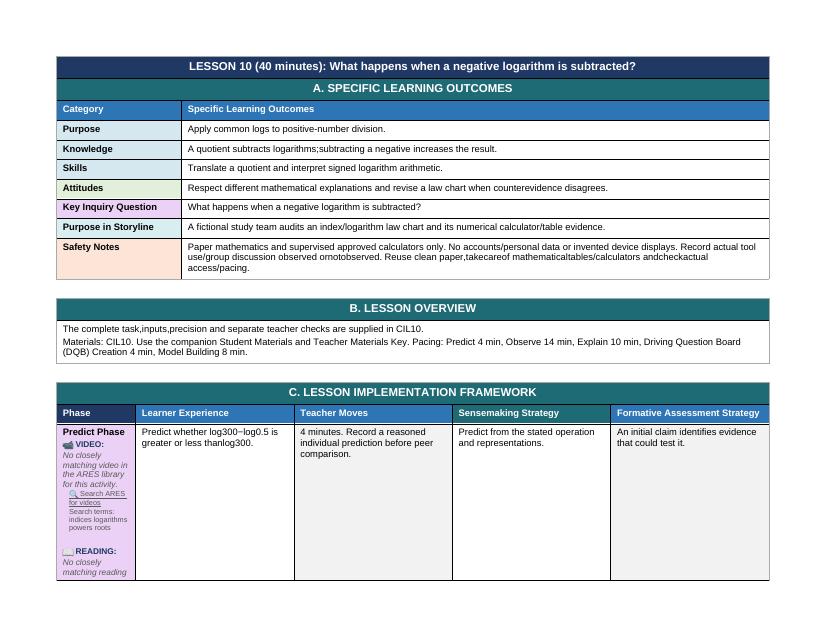 LESSON 10 (40 minutes): What happens when a negative logarithm is subtracted?
A. SPECIFIC LEARNING OUTCOMES
Category Specific Learning Outcomes
Purpose Apply common logs to positive-number division.
Knowledge A quotient subtracts logarithms;subtracting a negative increases the result.
Skills Translate a quotient and interpret signed logarithm arithmetic.
Attitudes Respect different mathematical explanations and revise a law chart when counterevidence disagrees.
Key Inquiry Question What happens when a negative logarithm is subtracted?
Purpose in Storyline A fictional study team audits an index/logarithm law chart and its numerical calculator/table evidence.
Safety Notes Paper mathematics and supervised approved calculators only. No accounts/personal data or invented device displays. Record actual tool
use/group discussion observed ornotobserved. Reuse clean paper,takecareof mathematicaltables/calculators andcheckactual
access/pacing.
B. LESSON OVERVIEW
The complete task,inputs,precision and separate teacher checks are supplied in CIL10.
Materials: CIL10. Use the companion Student Materials and Teacher Materials Key. Pacing: Predict 4 min, Observe 14 min, Explain 10 min, Driving Question Board
(DQB) Creation 4 min, Model Building 8 min.
C. LESSON IMPLEMENTATION FRAMEWORK
Phase Learner Experience Teacher Moves Sensemaking Strategy Formative Assessment Strategy
Predict Phase
VIDEO:
No closely
matching video in
the ARES library
for this activity.
Search ARES
for videos
Search terms:
indices logarithms
powers roots
READING:
No closely
matching reading
Predict whether log300−log0.5 is
greater or less thanlog300.
4 minutes. Record a reasoned
individual prediction before peer
comparison.
Predict from the stated operation
and representations.
An initial claim identifies evidence
that could test it.